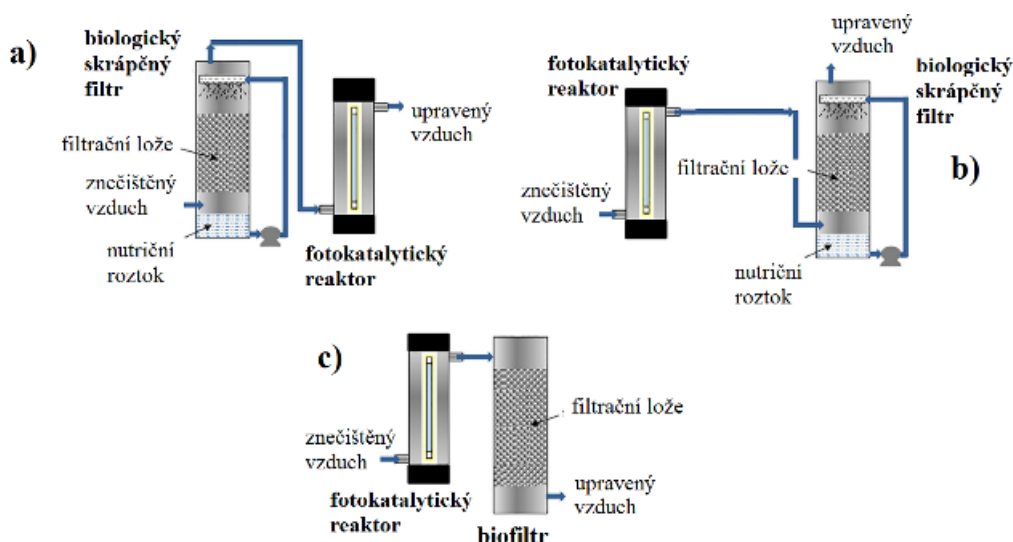 a)
biologický
skrápěný
filtr
filtrační lože
znečištěný
vzduch
nutriční
roztok
upravený
vzduch
fotokatalytický
reaktor
upravený
vzduch
fotokatalytický
reaktor
biologický
skrápěný
filtr
filtrační lože
b)
znečištěný
vzduch
nutriční
roztok
c)
filtrační lože
znečištěný
vzduch
fotokatalytický
reaktor
upravený
vzduch
biofiltr